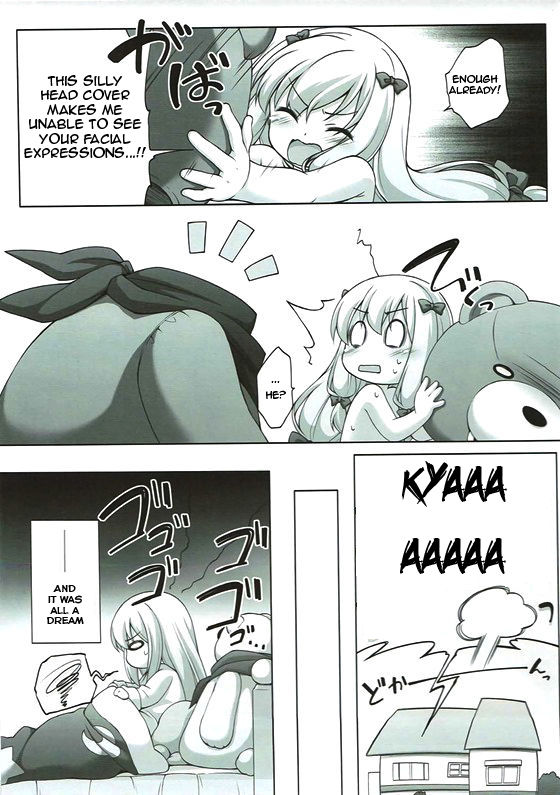 THIS SILLY
HEAD COVER
MAKES ME
UNABLE TO SEE
YOUR FACIAL
EXPRESSIONS...!!
がばっ
ENOUGH
ALREADY!
...
HE?
KYAAA
AAAAA
どかーん
AND
IT WAS
ALL A
DREAM
ゴゴゴゴ...